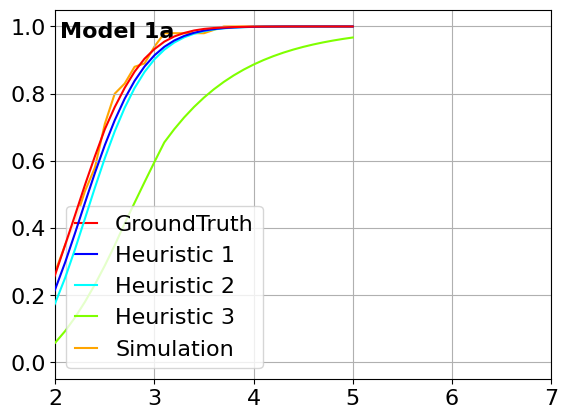 Model 1a
1.0
0.8
0.6
0.4
0.2
0.0
GroundTruth
Heuristic 1
Heuristic 2
Heuristic 3
Simulation
2 3 4 5 6 7